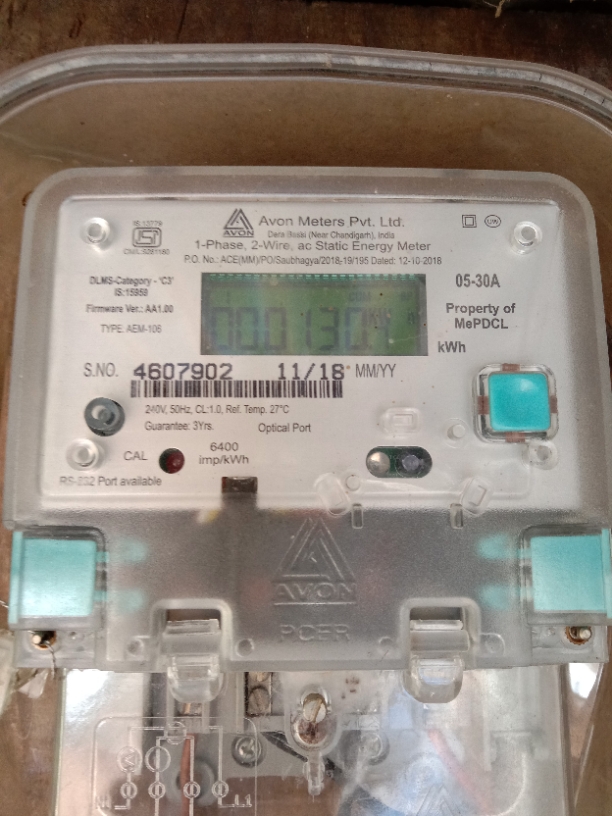 IS 13779
CM/L 9281180
AVON
Avon Meters Pvt. Ltd.
Dera Bassi (Near Chandigarh), India
1-Phase, 2-Wire, ac Static Energy Meter
P.O. No.: ACE(MM)/PO/Saubhagya/2018-19/195 Dated: 12-10-2018
DLMS-Category - 'C3'
IS:15959
Firmware Ver.: AA1.00
TYPE: AEM-106
COM
05-30A
Property of
MePDCL
kWh
S.NO. 4607902 11/18 MM/YY
240V, 50Hz, CL:1.0, Ref. Temp. 27°C
Guarantee: 3Yrs. Optical Port
CAL
6400
imp/kWh
RS-232 Port available
AVON